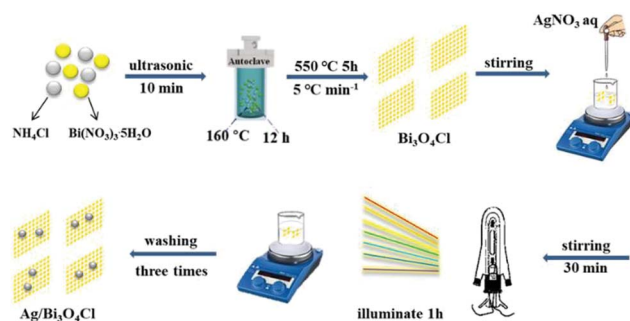 AgNO₃ aq
ultrasonic
10 min
Autoclave
550 °C 5h
5 °C min⁻¹
stirring
NH₄Cl
Bi(NO₃)₃·5H₂O
160 °C
12 h
Bi₃O₄Cl
washing
three times
stirring
30 min
Ag/Bi₃O₄Cl
illuminate 1h